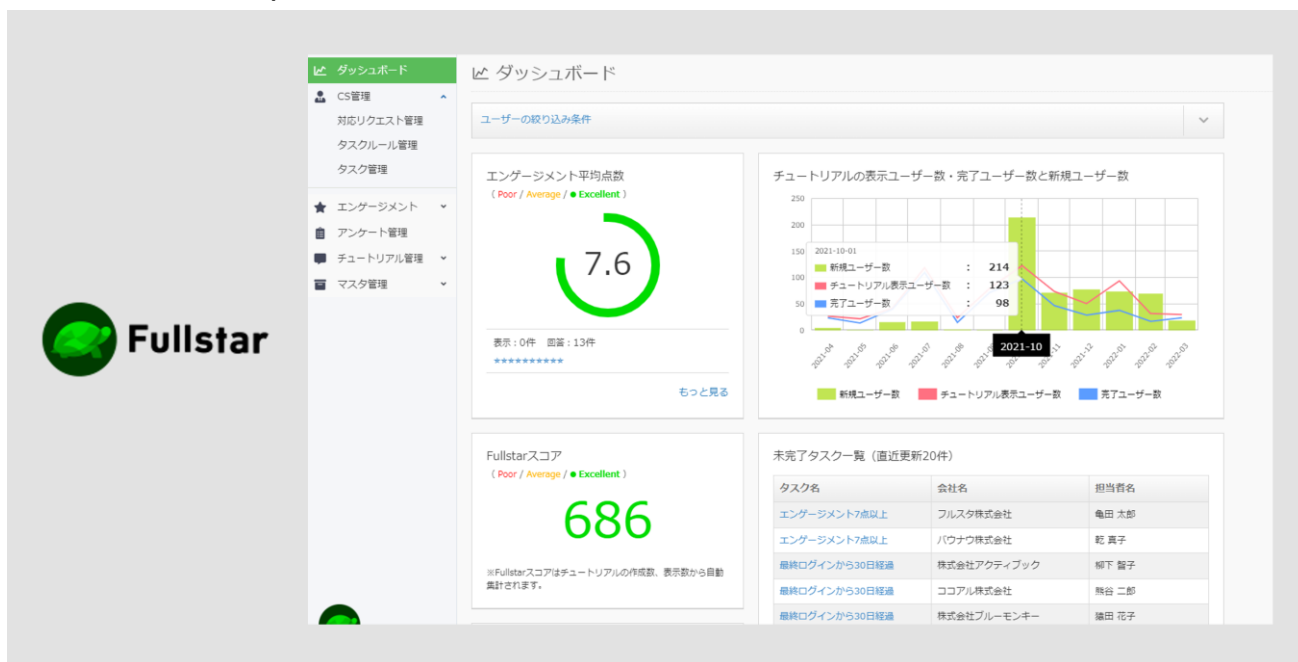 Fullstar
ダッシュボード
CS管理
対応リクエスト管理
タスクルール管理
タスク管理
エンゲージメント
アンケート管理
チュートリアル管理
マスタ管理
ダッシュボード
ユーザーの絞り込み条件
エンゲージメント平均点数
( Poor / Average / ● Excellent )
7.6
表示：0件 回答：13件
**********
もっと見る
チュートリアルの表示ユーザー数・完了ユーザー数と新規ユーザー数
250
200
150
100
50
0
2021-10-01
新規ユーザー数 : 214
チュートリアル表示ユーザー数 : 123
完了ユーザー数 : 98
2021-04
2021-05
2021-06
2021-07
2021-08
2021-10
2021-12
2022-01
2022-02
2022-03
新規ユーザー数 チュートリアル表示ユーザー数 完了ユーザー数
Fullstarスコア
( Poor / Average / ● Excellent )
686
※Fullstarスコアはチュートリアルの作成数、表示数から自動
集計されます。
未完了タスク一覧（直近更新20件）
タスク名 会社名 担当者名
エンゲージメント7点以上 フルスタ株式会社 亀田 太郎
エンゲージメント7点以上 バウナウ株式会社 乾 真子
最終ログインから30日経過 株式会社アクティブック 柳下 智子
最終ログインから30日経過 ココアル株式会社 熊谷 二郎
最終ログインから30日経過 株式会社ブルーモンキー 猿田 花子